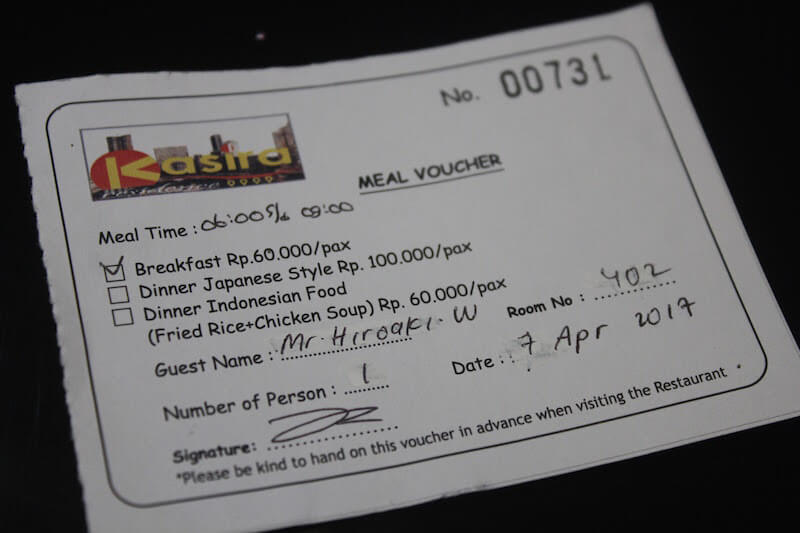 No. 00731
Kasira
residence
MEAL VOUCHER
Meal Time : 06:00 S/d 09:00
Breakfast Rp.60.000/pax
Dinner Japanese Style Rp. 100.000/pax
Dinner Indonesian Food
(Fried Rice+Chicken Soup) Rp. 60.000/pax
Guest Name : Mr. Hiroaki. W Room No : 402
Number of Person : 1 Date : 7 Apr 2017
Signature:
*Please be kind to hand on this voucher in advance when visiting the Restaurant